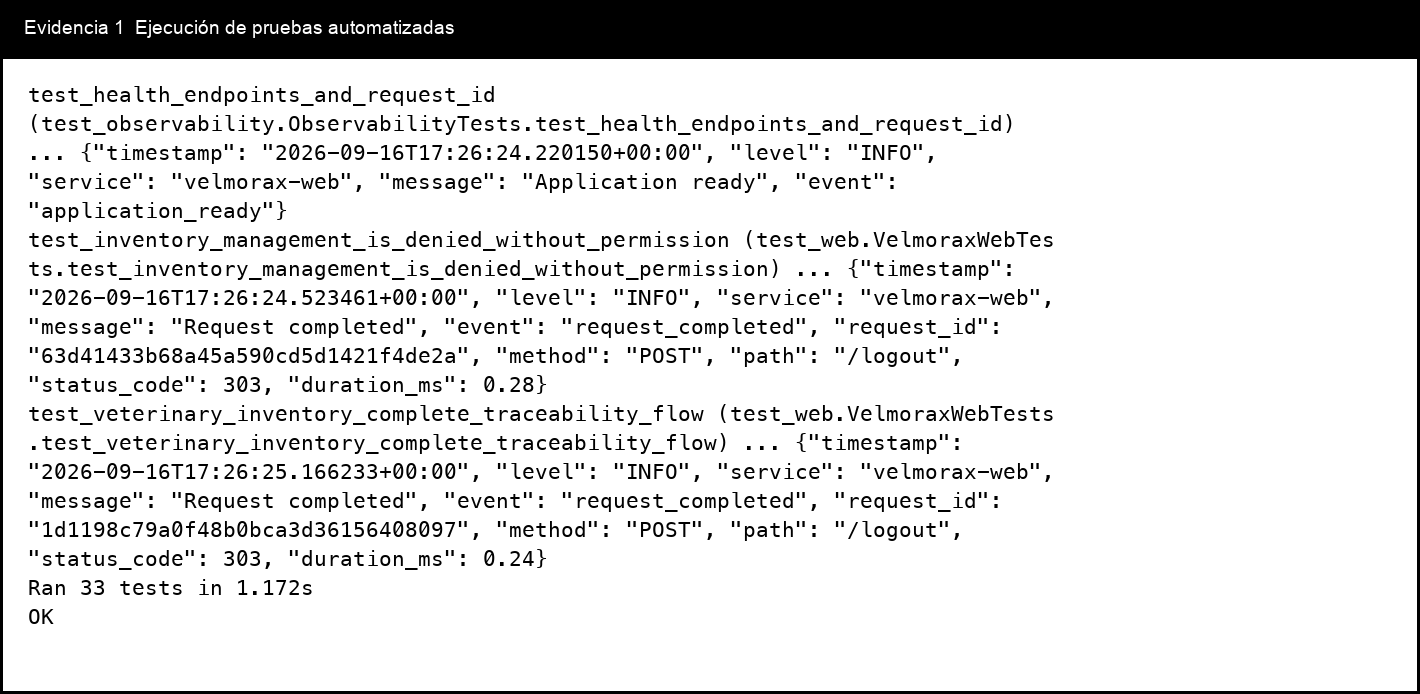 Evidencia 1  Ejecución de pruebas automatizadas
test_health_endpoints_and_request_id
(test_observability.ObservabilityTests.test_health_endpoints_and_request_id)
... {"timestamp": "2026-09-16T17:26:24.220150+00:00", "level": "INFO",
"service": "velmorax-web", "message": "Application ready", "event":
"application_ready"}
test_inventory_management_is_denied_without_permission (test_web.VelmoraxWebTes
ts.test_inventory_management_is_denied_without_permission) ... {"timestamp":
"2026-09-16T17:26:24.523461+00:00", "level": "INFO", "service": "velmorax-web",
"message": "Request completed", "event": "request_completed", "request_id":
"63d41433b68a45a590cd5d1421f4de2a", "method": "POST", "path": "/logout",
"status_code": 303, "duration_ms": 0.28}
test_veterinary_inventory_complete_traceability_flow (test_web.VelmoraxWebTests
.test_veterinary_inventory_complete_traceability_flow) ... {"timestamp":
"2026-09-16T17:26:25.166233+00:00", "level": "INFO", "service": "velmorax-web",
"message": "Request completed", "event": "request_completed", "request_id":
"1d1198c79a0f48b0bca3d36156408097", "method": "POST", "path": "/logout",
"status_code": 303, "duration_ms": 0.24}
Ran 33 tests in 1.172s
OK